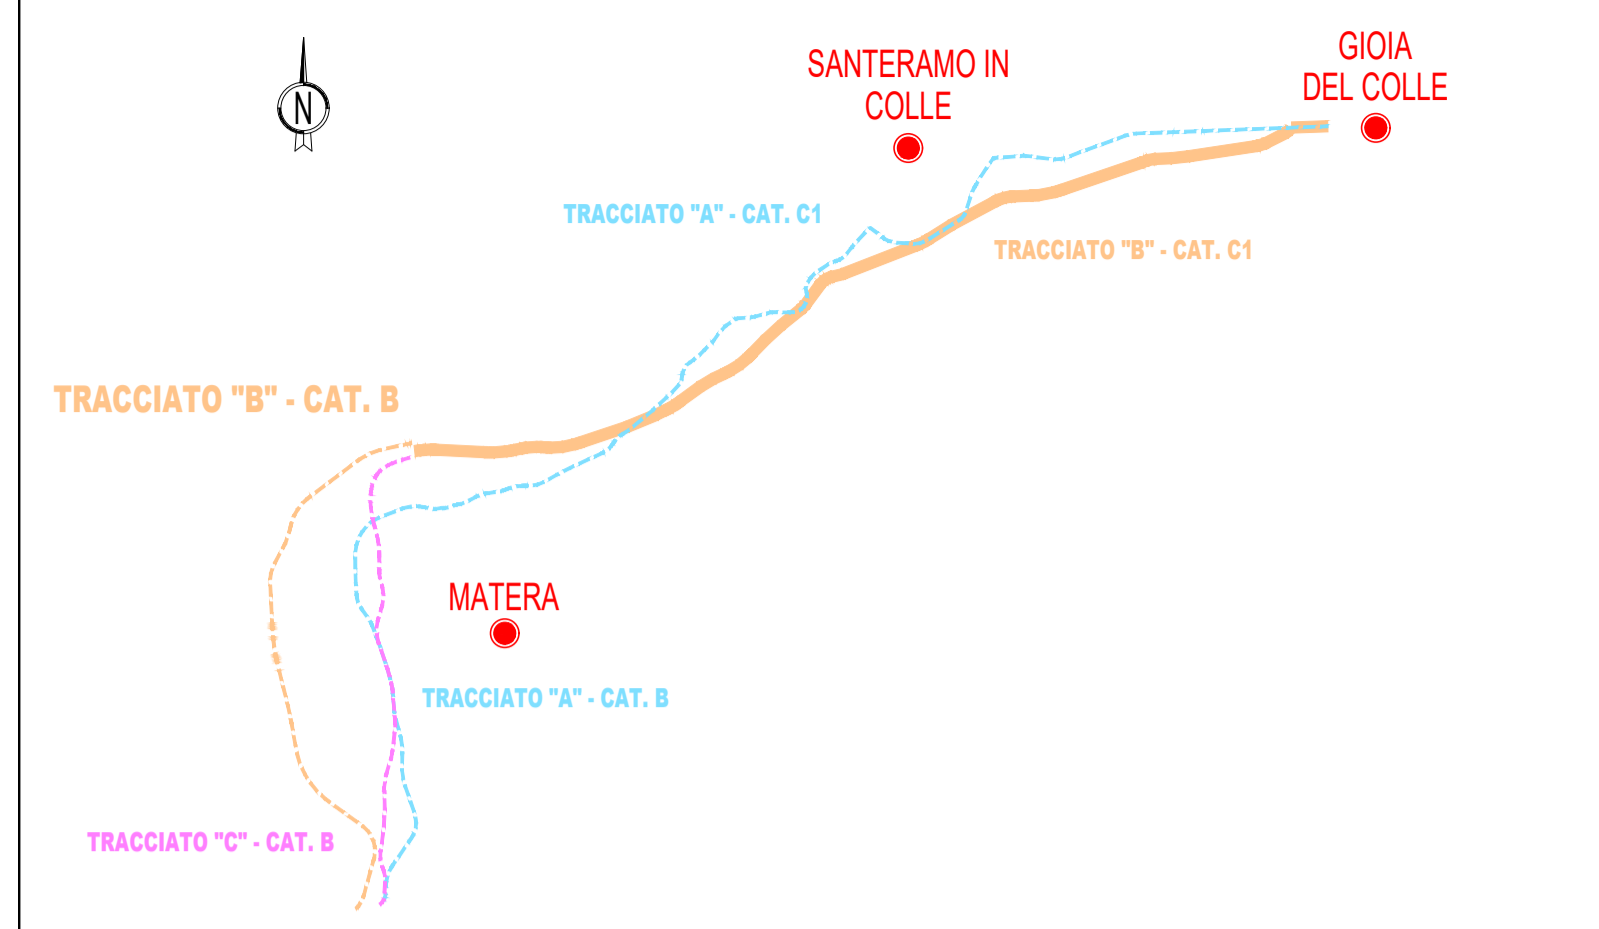 GIOIA
DEL COLLE
SANTERAMO IN
COLLE
N
TRACCIATO "A" - CAT. C1
TRACCIATO "B" - CAT. C1
TRACCIATO "B" - CAT. B
MATERA
TRACCIATO "A" - CAT. B
TRACCIATO "C" - CAT. B